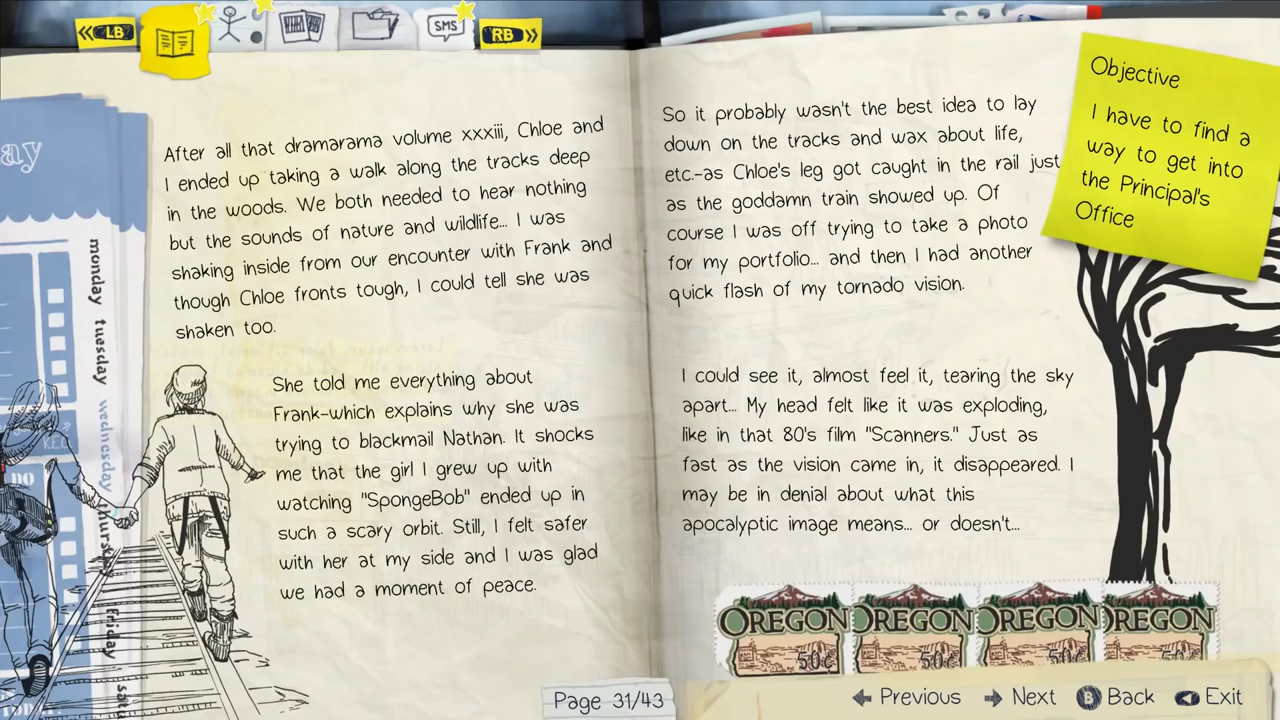 LB
SMS
RB
ay
monday tuesday wednesday thursday friday
After all that dramarama volume xxxiii, Chloe and
I ended up taking a walk along the tracks deep
in the woods. We both needed to hear nothing
but the sounds of nature and wildlife... I was
shaking inside from our encounter with Frank and
though Chloe fronts tough, I could tell she was
shaken too.
She told me everything about
Frank-which explains why she was
trying to blackmail Nathan. It shocks
me that the girl I grew up with
watching "SpongeBob" ended up in
such a scary orbit. Still, I felt safer
with her at my side and I was glad
we had a moment of peace.
So it probably wasn't the best idea to lay
down on the tracks and wax about life,
etc.-as Chloe's leg got caught in the rail just
as the goddamn train showed up. Of
course I was off trying to take a photo
for my portfolio... and then I had another
quick flash of my tornado vision.
I could see it, almost feel it, tearing the sky
apart... My head felt like it was exploding,
like in that 80s film "Scanners." Just as
fast as the vision came in, it disappeared. I
may be in denial about what this
apocalyptic image means... or doesn't...
Objective
I have to find a
way to get into
the Principal's
Office
OREGON OREGON OREGON OREGON
50¢ 50¢ 50¢ 50¢
Page 31/43
Previous Next B Back Exit